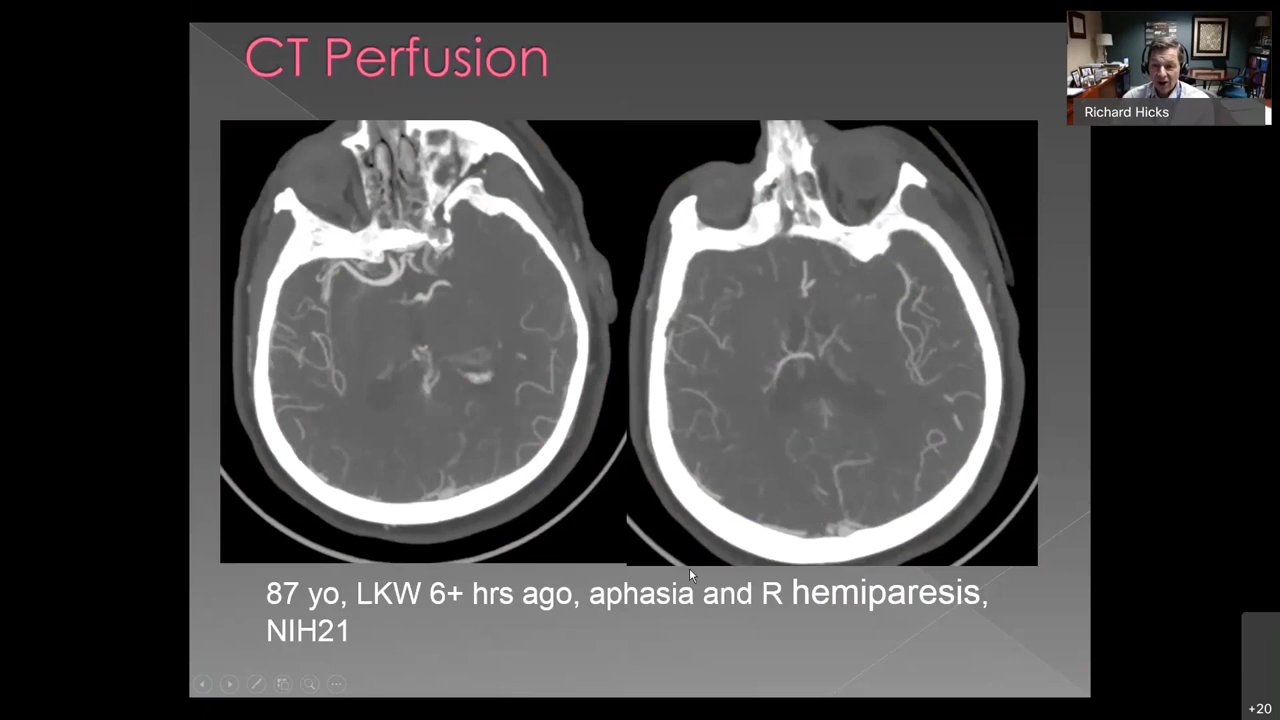 CT Perfusion
Richard Hicks
87 yo, LKW 6+ hrs ago, aphasia and R hemiparesis,
NIH21
+20